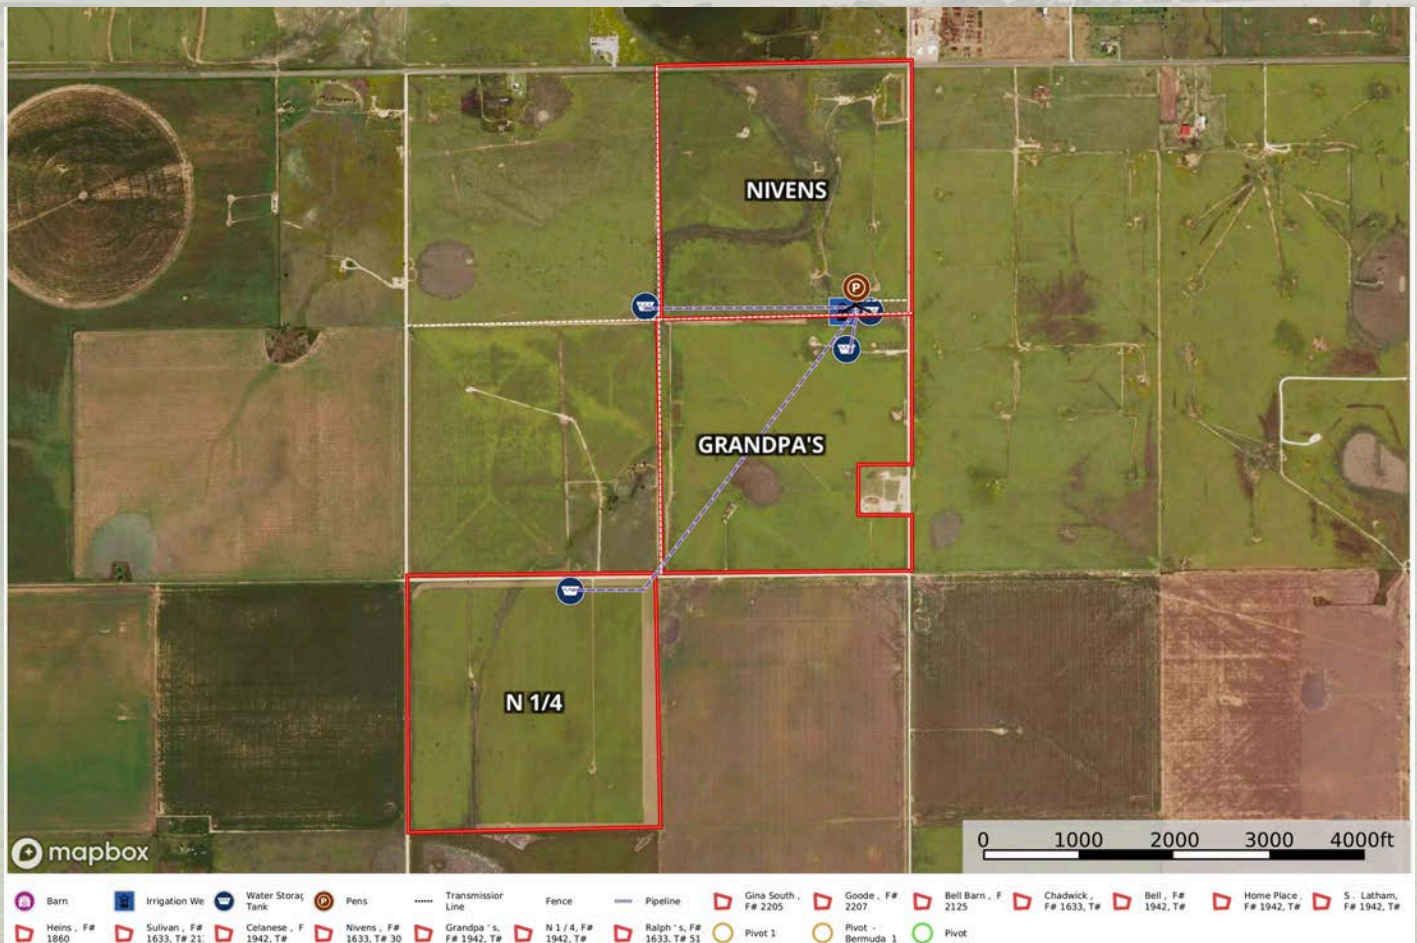 NIVENS
P
GRANDPA'S
N 1/4
mapbox
0 1000 2000 3000 4000ft
Barn
Irrigation We
Water Storag
Tank
P
Pens
Transmissior
Line
Fence
Pipeline
Gina South ,
F# 2205
Goode , F#
2207
Bell Barn , F
2125
Chadwick ,
F# 1633, T#
Bell , F#
1942, T#
Home Place ,
F# 1942, T#
S . Latham,
F# 1942, T#
Heins , F#
1860
Sulivan , F#
1633, T# 21
Celanese , F
1942, T#
Nivens , F#
1633, T# 30
Grandpa ' s,
F# 1942, T#
N 1 / 4, F#
1942, T#
Ralph ' s, F#
1633, T# 51
Pivot 1
Pivot -
Bermuda 1
Pivot